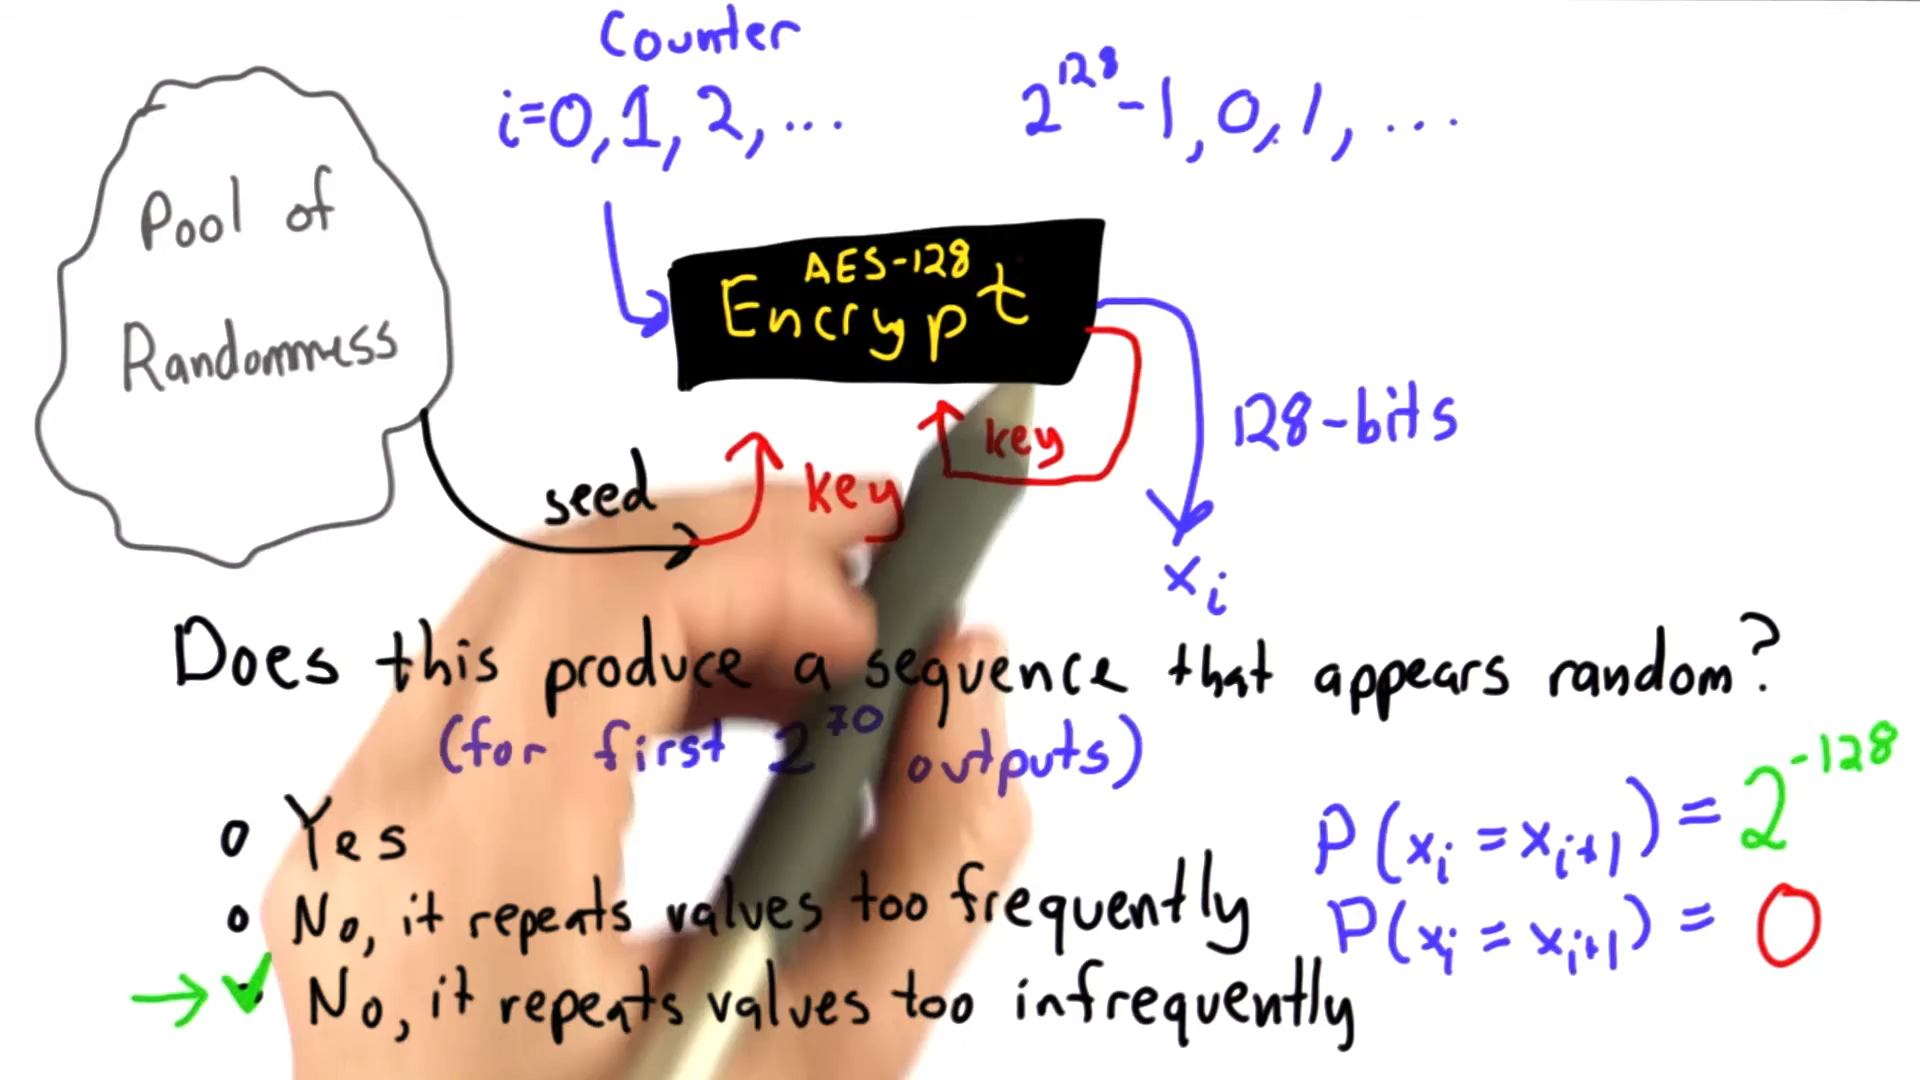 Counter
i=0,1,2,... 2^128-1,0,1,...
Pool of
Randomness
AES-128
Encrypt
key
128-bits
seed
key
x_i
Does this produce a sequence that appears random?
(for first 2^70 outputs)
Yes
No, it repeats values too frequently
No, it repeats values too infrequently
P(x_i = x_i+1) = 2^-128
P(x_i = x_i+1) = 0